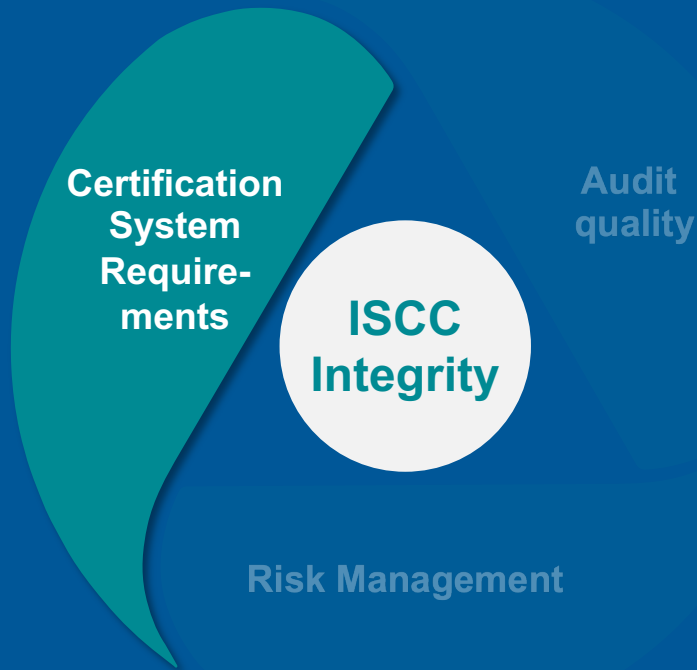 Certification
System
Require-
ments
Audit
quality
ISCC
Integrity
Risk Management